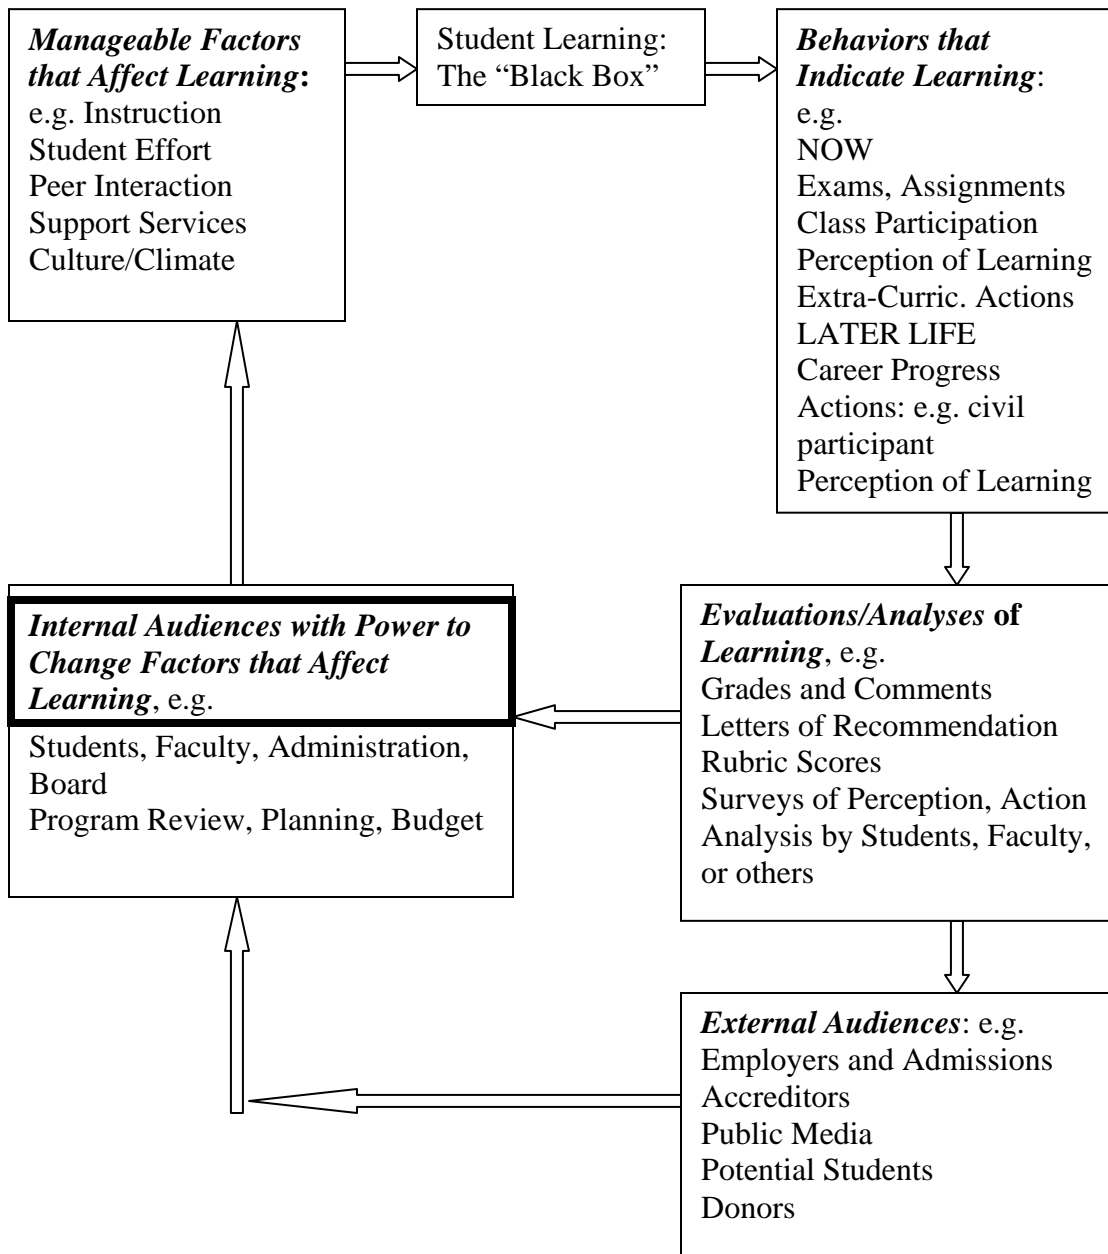 Manageable Factors
that Affect Learning:
e.g. Instruction
Student Effort
Peer Interaction
Support Services
Culture/Climate
Student Learning:
The “Black Box”
Behaviors that
Indicate Learning:
e.g.
NOW
Exams, Assignments
Class Participation
Perception of Learning
Extra-Curric. Actions
LATER LIFE
Career Progress
Actions: e.g. civil
participant
Perception of Learning
Internal Audiences with Power to
Change Factors that Affect
Learning, e.g.
Students, Faculty, Administration,
Board
Program Review, Planning, Budget
Evaluations/Analyses of
Learning, e.g.
Grades and Comments
Letters of Recommendation
Rubric Scores
Surveys of Perception, Action
Analysis by Students, Faculty,
or others
External Audiences: e.g.
Employers and Admissions
Accreditors
Public Media
Potential Students
Donors